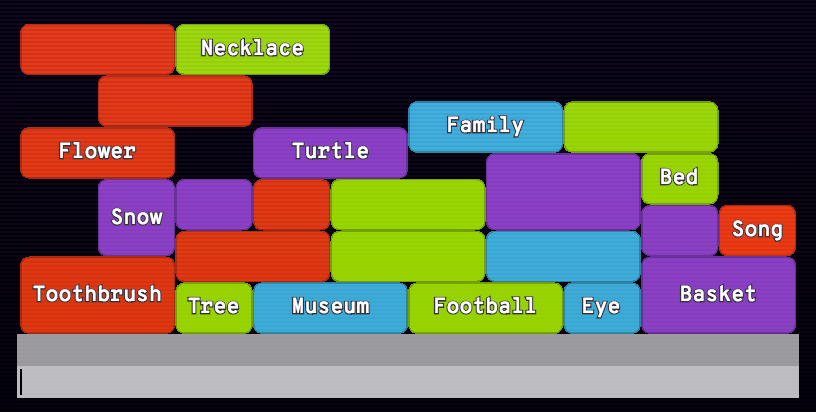 Necklace
Family
Flower
Turtle
Bed
Snow
Song
Toothbrush
Tree
Museum
Football
Eye
Basket